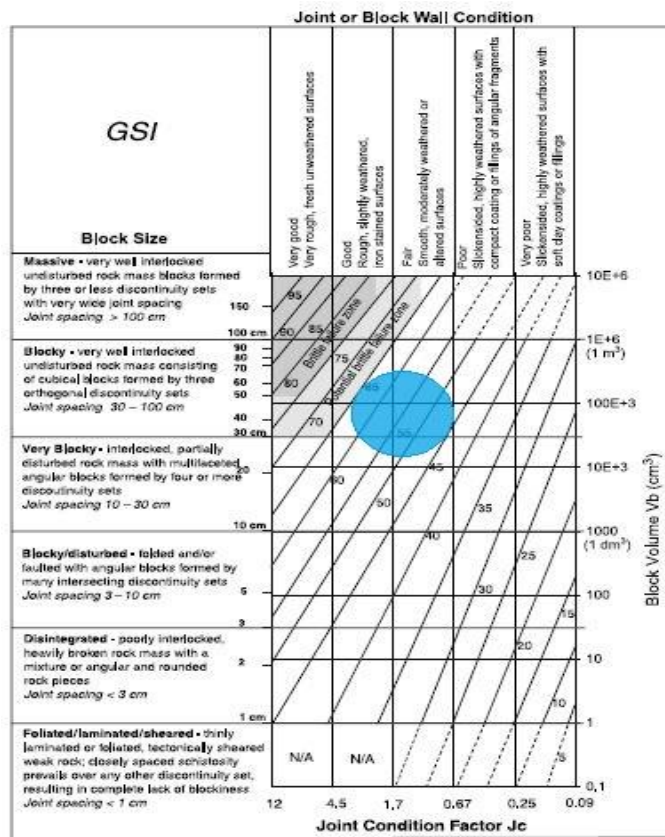 Joint or Block Wall Condition
GSI
Block Size
Very good
Very rough, fresh unweathered surfaces
Good
Rough, slightly weathered,
iron stained surfaces
Fair
Smooth, moderately weathered or
altered surfaces
Poor
Slickensided, highly weathered surfaces with
compact coating or fillings of angular fragments
Very poor
Slickensided, highly weathered surfaces with
soft clay coatings or fillings
Massive - very well interlocked
undisturbed rock mass blocks formed
by three or less discontinuity sets
with very wide joint spacing
Joint spacing > 100 cm
Blocky - very well interlocked
undisturbed rock mass consisting
of cubical blocks formed by three
orthogonal discontinuity sets
Joint spacing 30 – 100 cm
Very Blocky - interlocked, partially
disturbed rock mass with multifaceted
angular blocks formed by four or more
discoutinuity sets
Joint spacing 10 – 30 cm
Blocky/disturbed - folded and/or
faulted with angular blocks formed by
many intersecting discontinuity sets
Joint spacing 3 – 10 cm
Disintegrated - poorly interlocked,
heavily broken rock mass with a
mixture or angular and rounded
rock pieces
Joint spacing < 3 cm
Foliated/laminated/sheared - thinly
laminated or foliated, tectonically sheared
weak rock; closely spaced schistosity
prevails over any other discontinuity set,
resulting in complete lack of blockiness
Joint spacing < 1 cm
150
100 cm
90
80
70
60
50
40
30 cm
20
10 cm
5
3
2
1 cm
95
90
85
80
75
70
65
60
55
50
45
40
35
30
25
20
15
10
5
Brittle failure zone
Potential brittle failure zone
N/A
N/A
10E+6
1E+6
(1 m³)
100E+3
10E+3
1000
(1 dm³)
100
10
1
0,1
Block Volume Vb (cm³)
12
4,5
1,7
0.67
0.25
0.09
Joint Condition Factor Jc